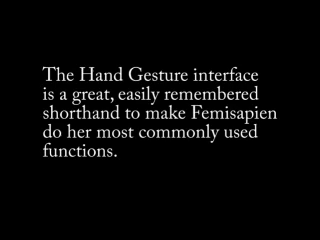 The Hand Gesture interface
is a great, easily remembered
shorthand to make Femisapien
do her most commonly used
functions.